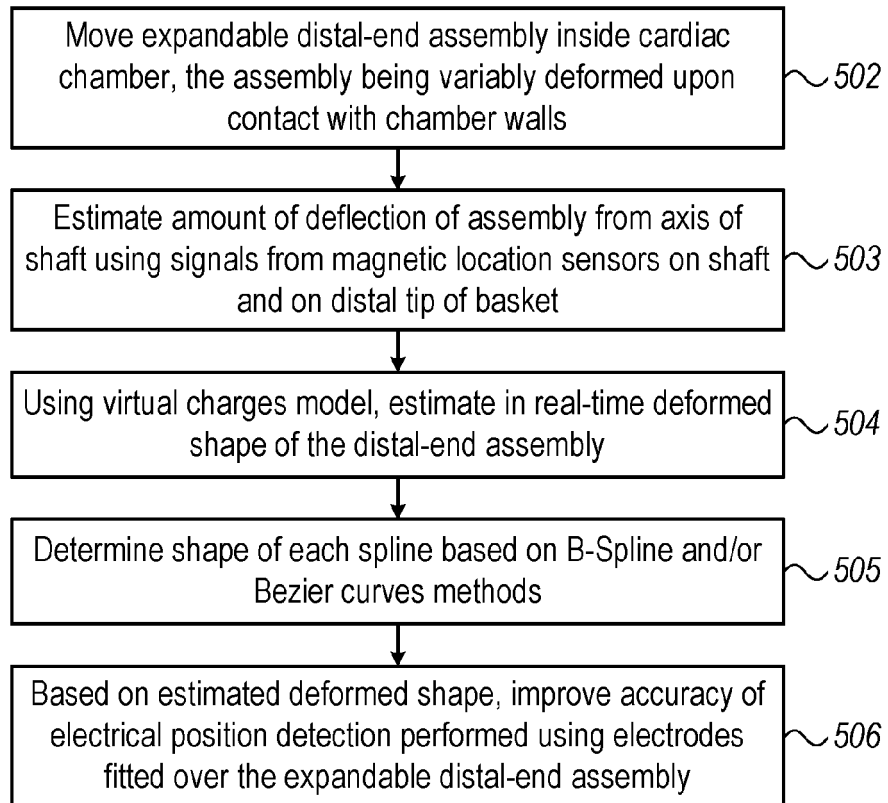 Move expandable distal-end assembly inside cardiac
chamber, the assembly being variably deformed upon
contact with chamber walls
502
Estimate amount of deflection of assembly from axis of
shaft using signals from magnetic location sensors on shaft
and on distal tip of basket
503
Using virtual charges model, estimate in real-time deformed
shape of the distal-end assembly
504
Determine shape of each spline based on B-Spline and/or
Bezier curves methods
505
Based on estimated deformed shape, improve accuracy of
electrical position detection performed using electrodes
fitted over the expandable distal-end assembly
506